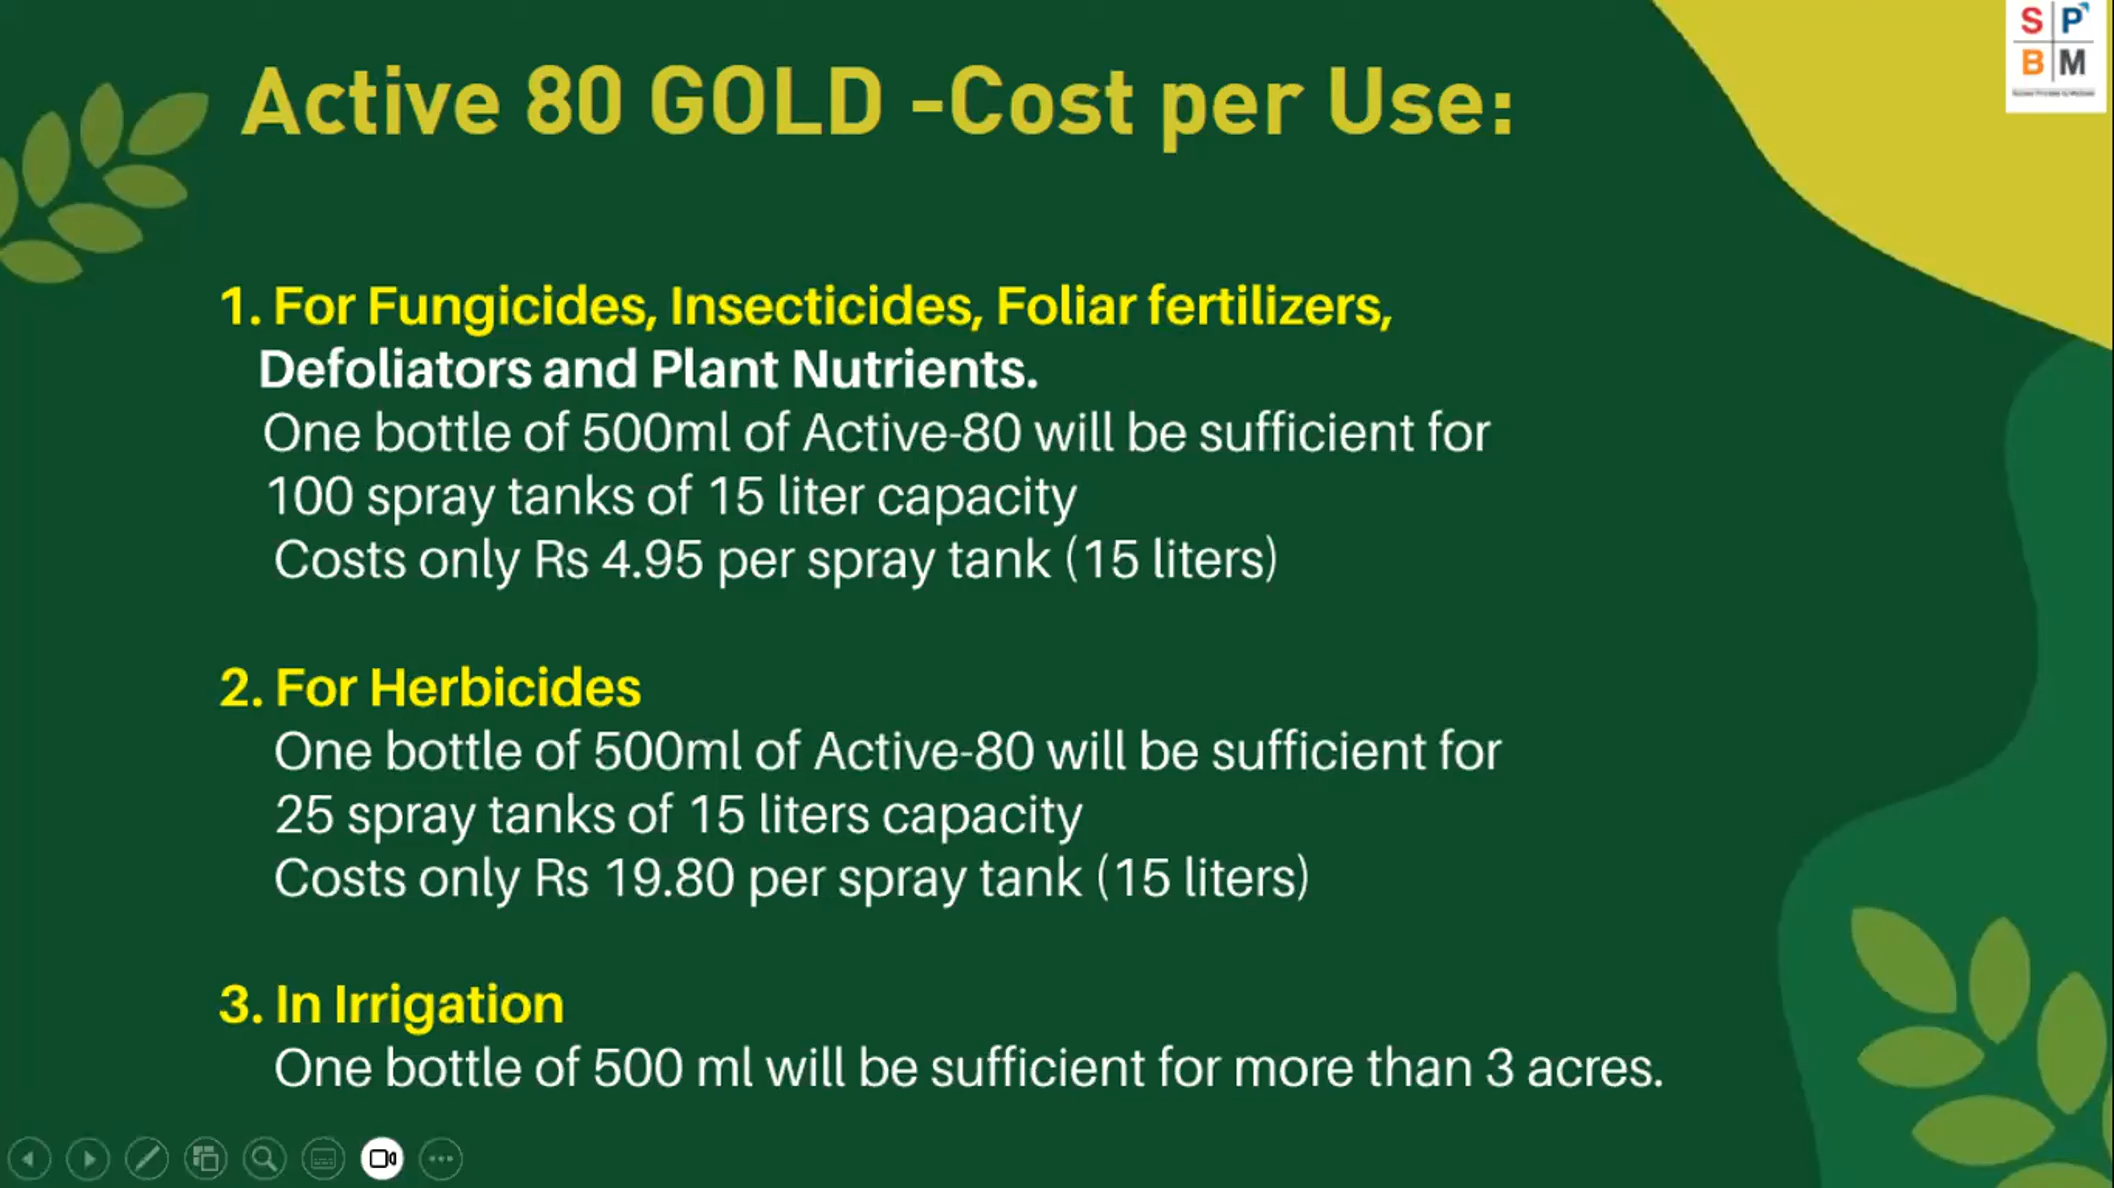 S P
B M
Active 80 GOLD -Cost per Use:
1. For Fungicides, Insecticides, Foliar fertilizers,
Defoliators and Plant Nutrients.
One bottle of 500ml of Active-80 will be sufficient for
100 spray tanks of 15 liter capacity
Costs only Rs 4.95 per spray tank (15 liters)
2. For Herbicides
One bottle of 500ml of Active-80 will be sufficient for
25 spray tanks of 15 liters capacity
Costs only Rs 19.80 per spray tank (15 liters)
3. In Irrigation
One bottle of 500 ml will be sufficient for more than 3 acres.